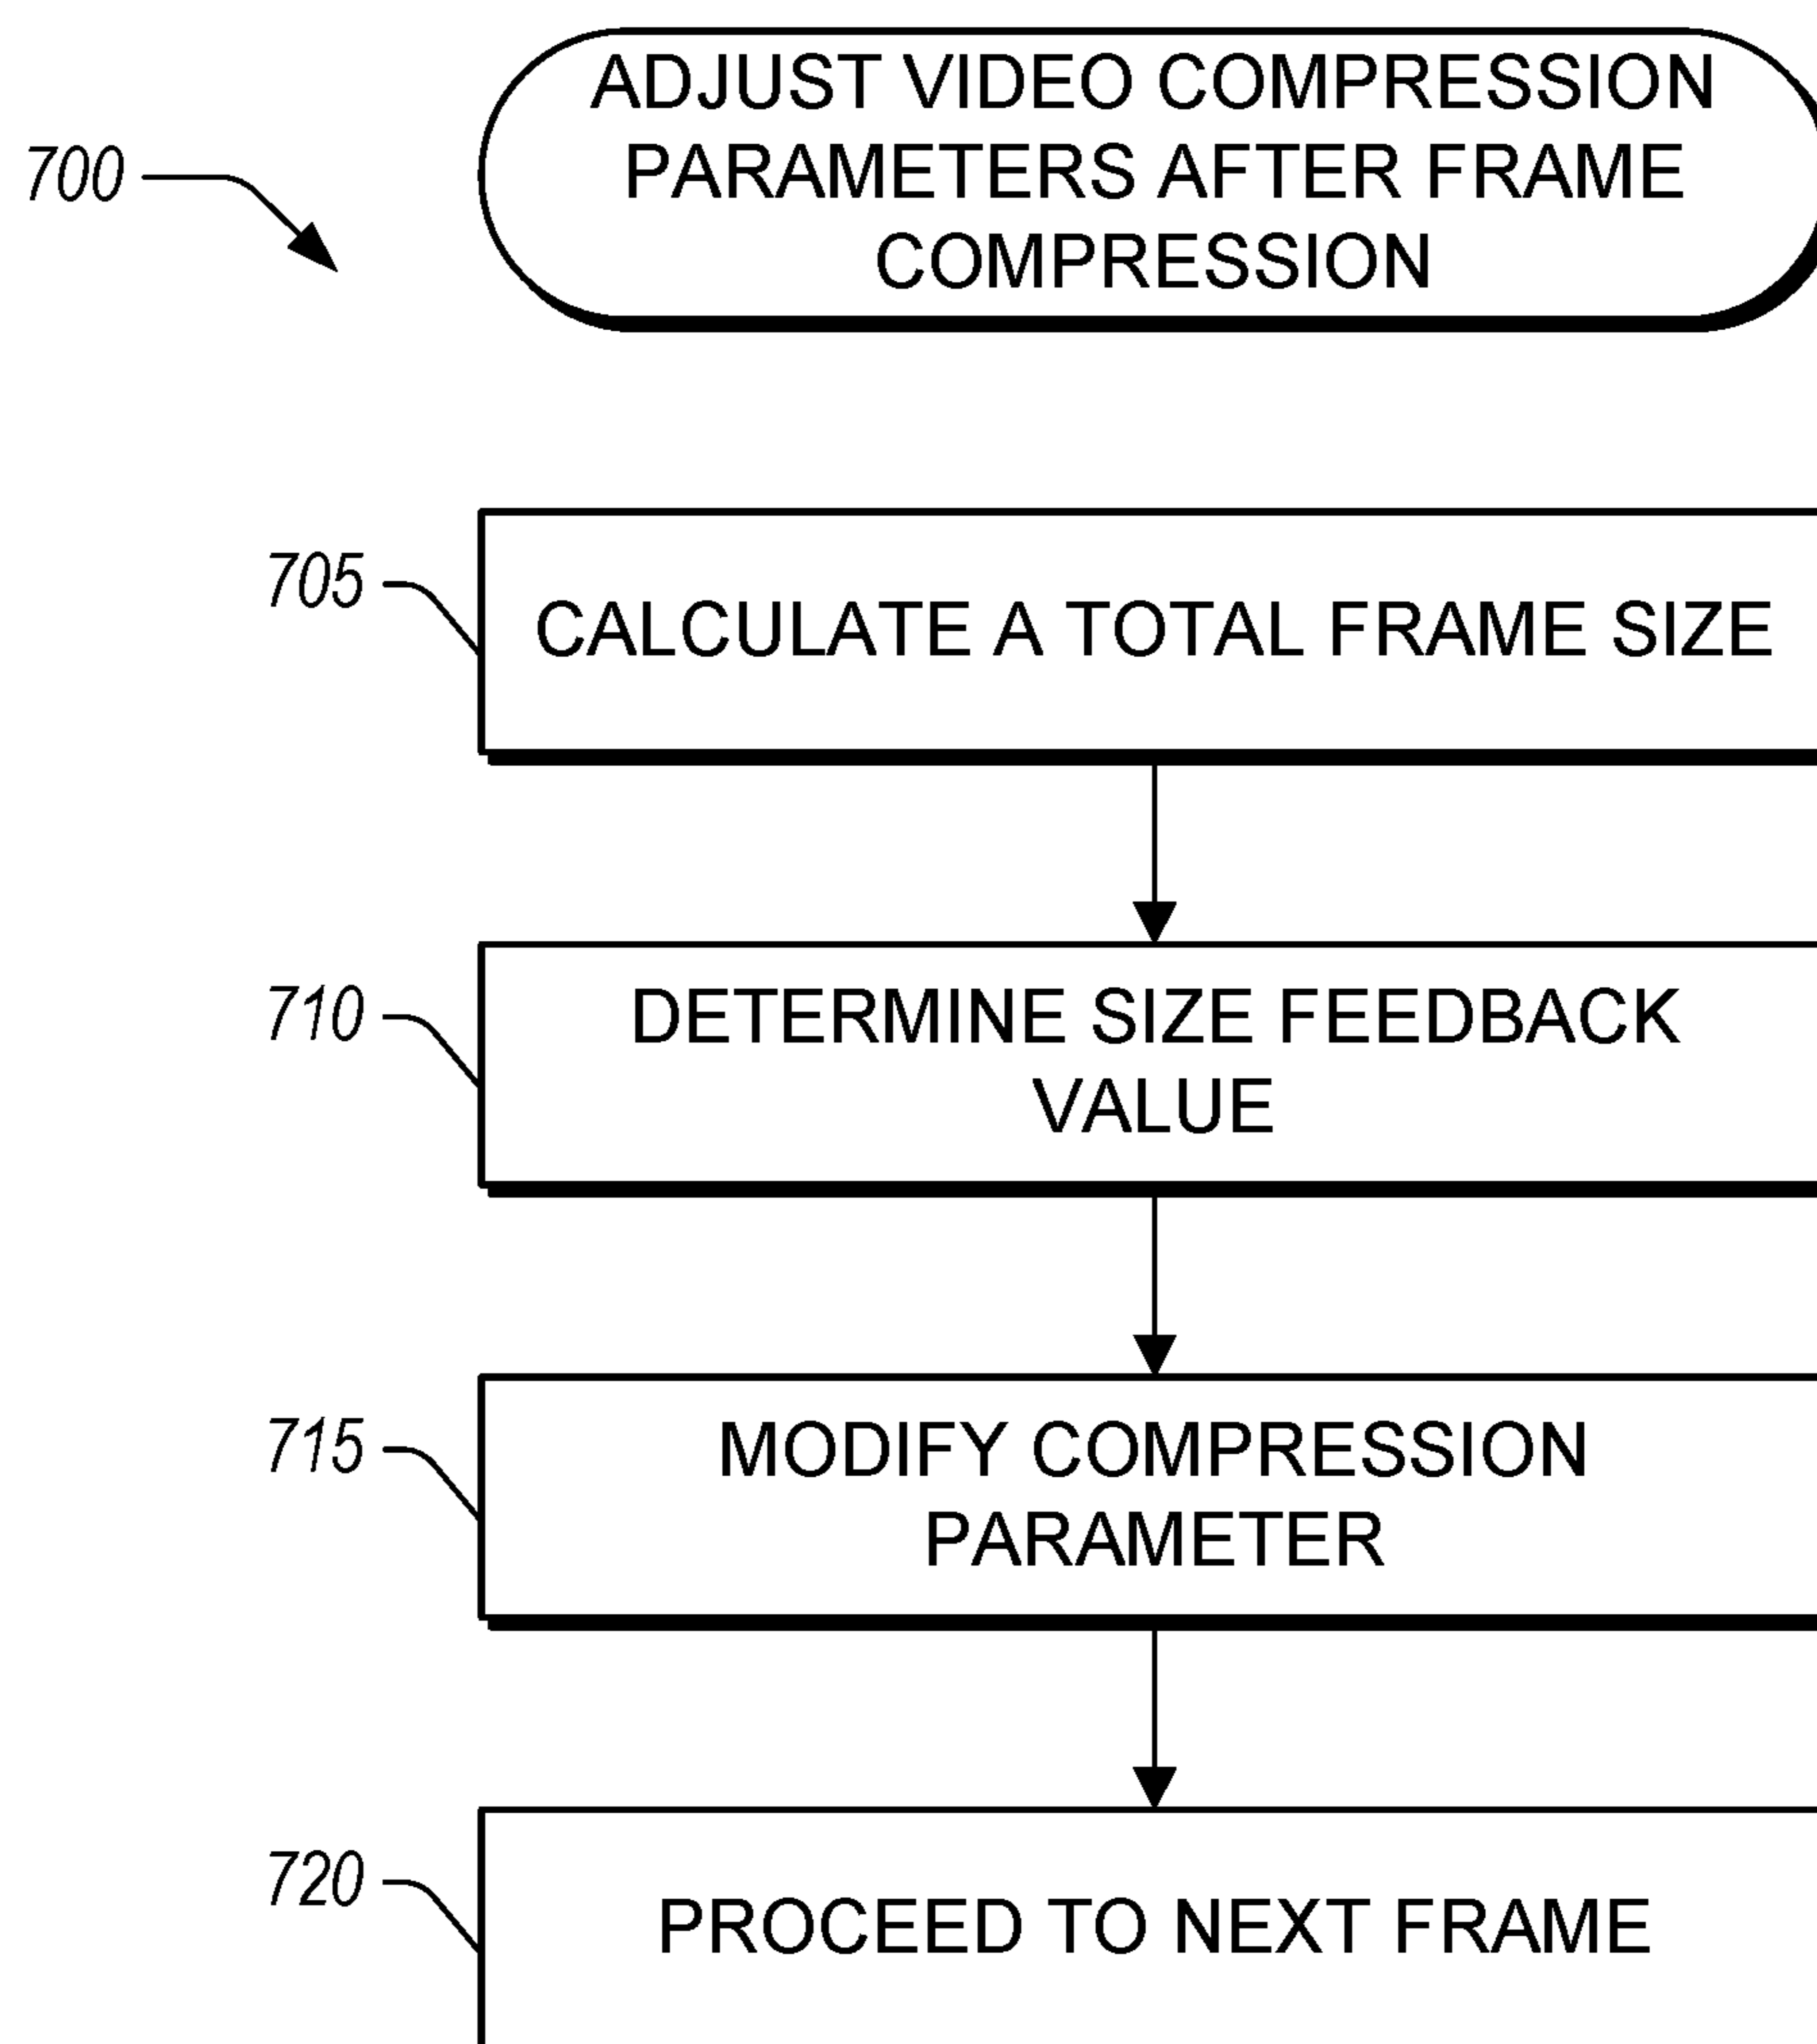 ADJUST VIDEO COMPRESSION
PARAMETERS AFTER FRAME
COMPRESSION
700
705
CALCULATE A TOTAL FRAME SIZE
710
DETERMINE SIZE FEEDBACK
VALUE
715
MODIFY COMPRESSION
PARAMETER
720
PROCEED TO NEXT FRAME